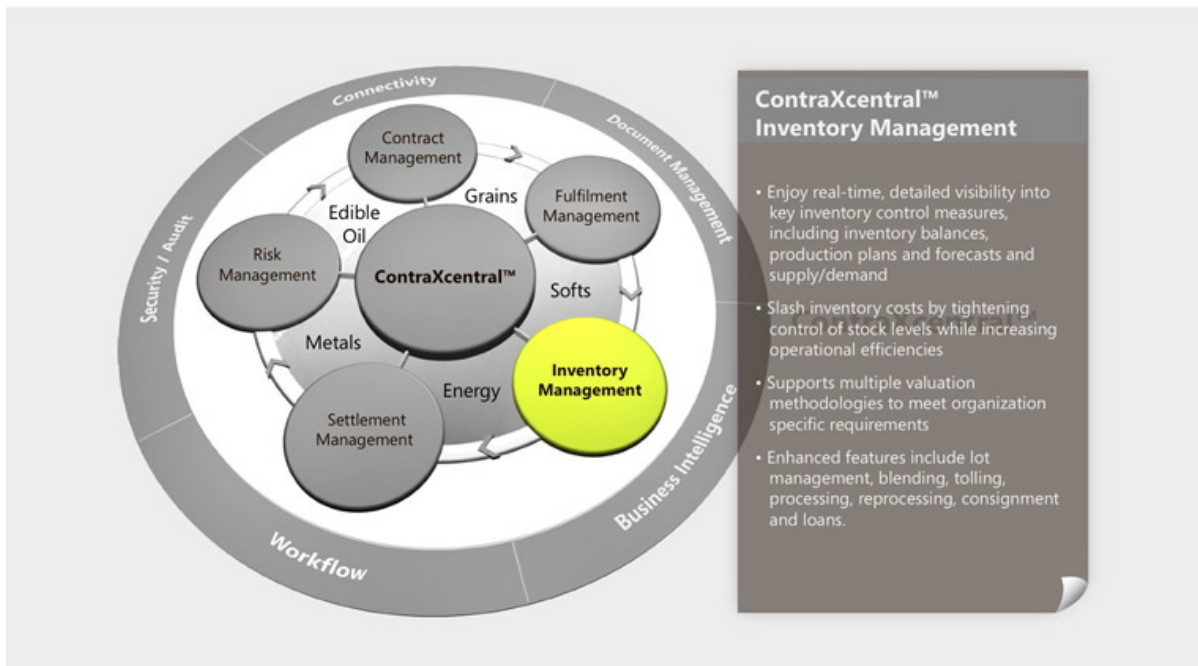 Connectivity
Document Management
Security / Audit
Business Intelligence
Workflow
Contract
Management
Grains
Fulfilment
Management
Edible
Oil
Risk
Management
ContraXcentral™
Softs
Metals
Inventory
Management
Energy
Settlement
Management
ContraXcentral™
Inventory Management
• Enjoy real-time, detailed visibility into
key inventory control measures,
including inventory balances,
production plans and forecasts and
supply/demand
• Slash inventory costs by tightening
control of stock levels while increasing
operational efficiencies
• Supports multiple valuation
methodologies to meet organization
specific requirements
• Enhanced features include lot
management, blending, tolling,
processing, reprocessing, consignment
and loans.